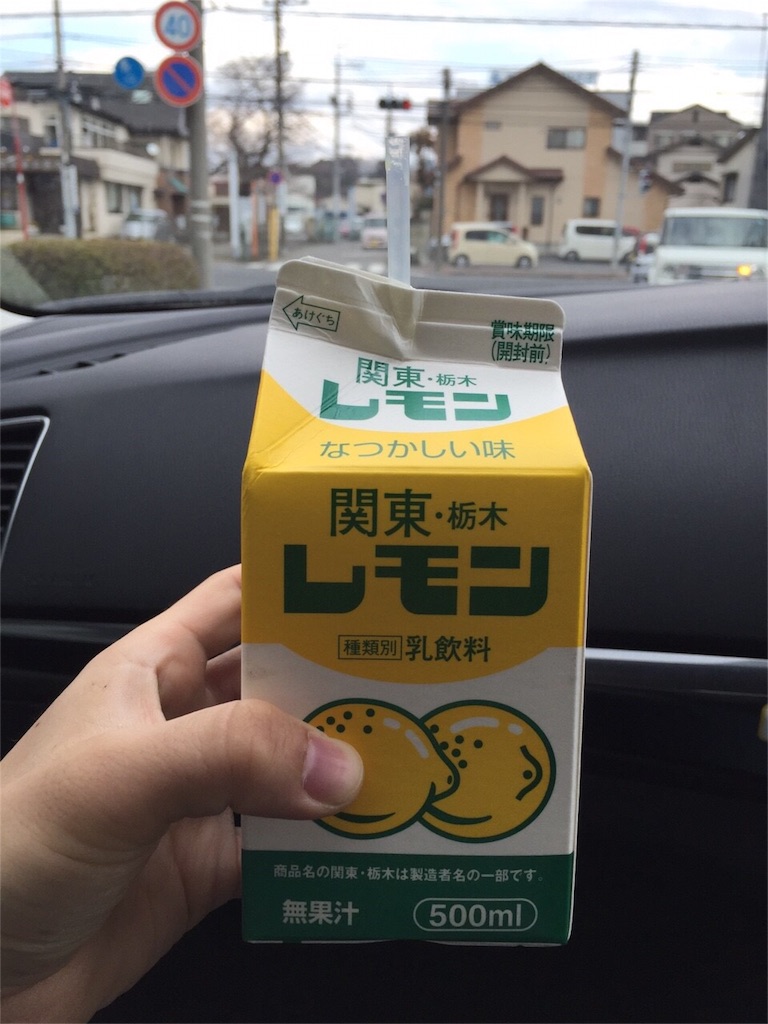 40
あけぐち
賞味期限
(開封前)
関東・栃木
レモン
なつかしい味
関東・栃木
レモン
種類別 乳飲料
商品名の関東・栃木は製造者名の一部です。
無果汁 500ml